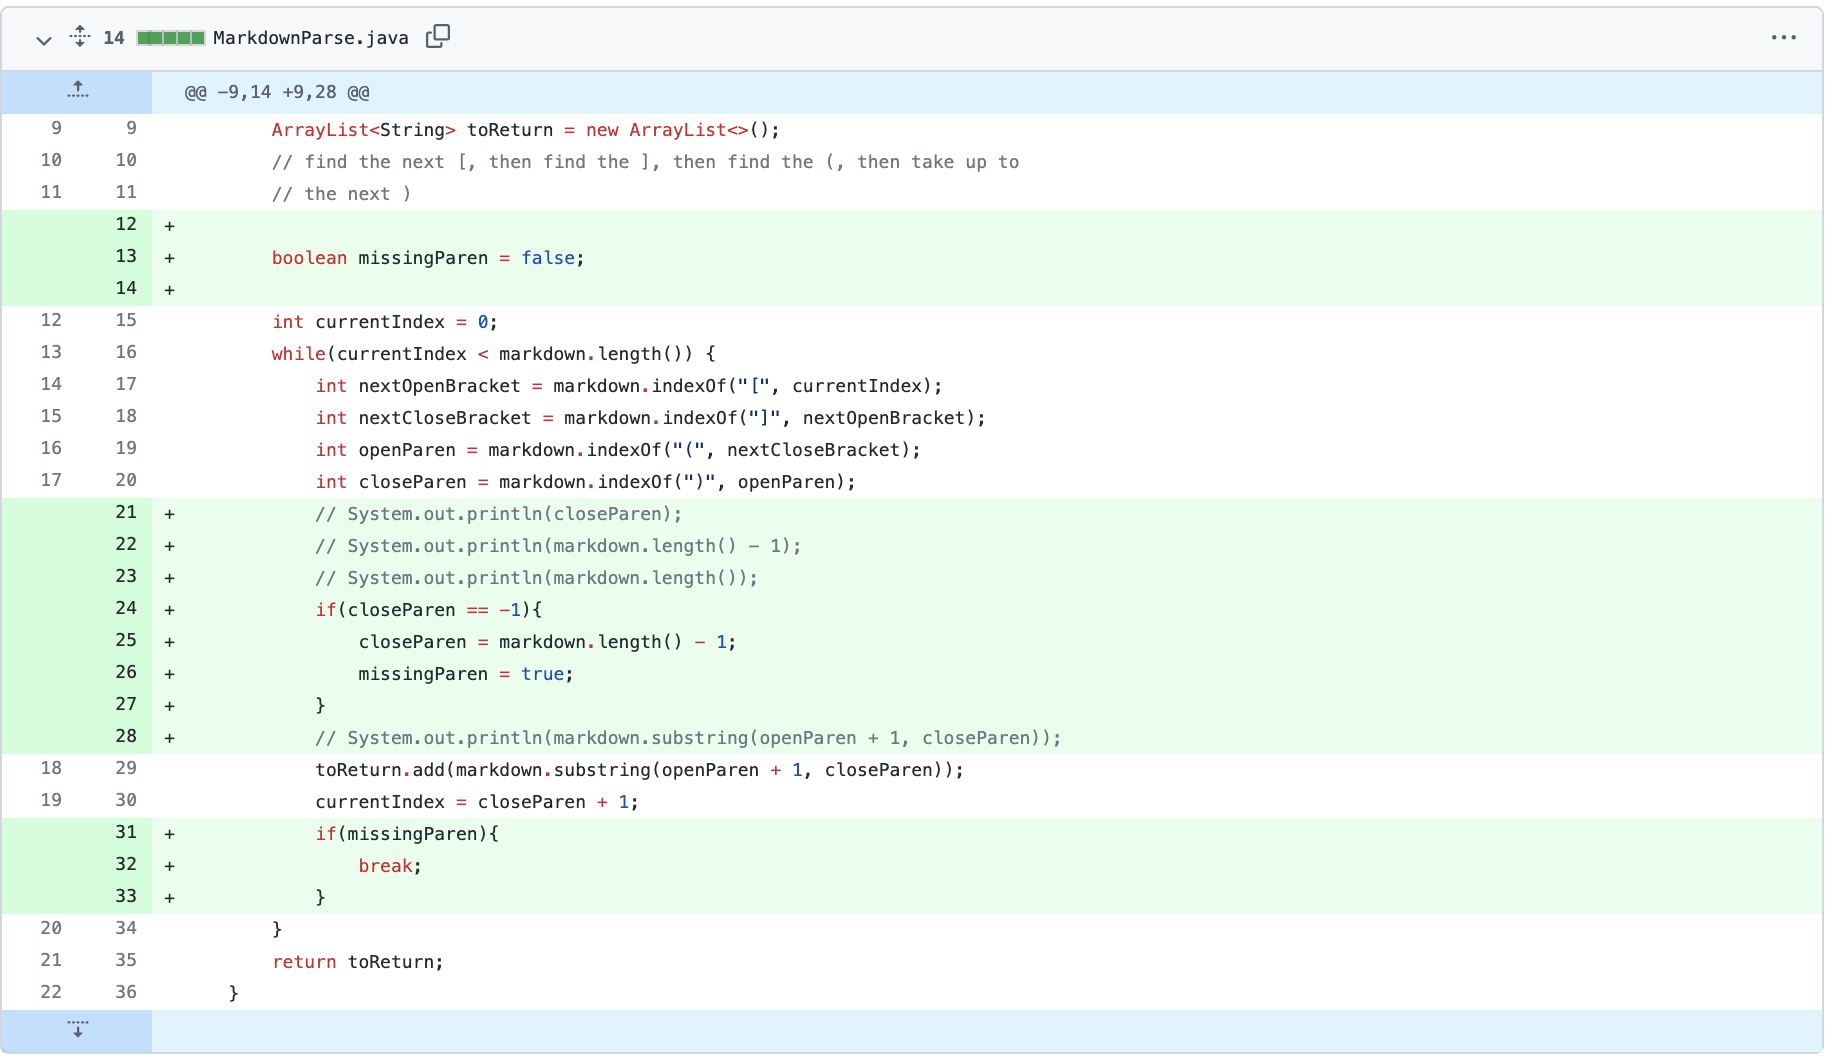 14 MarkdownParse.java
@@ -9,14 +9,28 @@
9 9 ArrayList<String> toReturn = new ArrayList<>();
10 10 // find the next [, then find the ], then find the (, then take up to
11 11 // the next )
12 +
13 + boolean missingParen = false;
14 +
12 15 int currentIndex = 0;
13 16 while(currentIndex < markdown.length()) {
14 17 int nextOpenBracket = markdown.indexOf("[", currentIndex);
15 18 int nextCloseBracket = markdown.indexOf("]", nextOpenBracket);
16 19 int openParen = markdown.indexOf("(", nextCloseBracket);
17 20 int closeParen = markdown.indexOf(")", openParen);
21 + // System.out.println(closeParen);
22 + // System.out.println(markdown.length() - 1);
23 + // System.out.println(markdown.length());
24 + if(closeParen == -1){
25 + closeParen = markdown.length() - 1;
26 + missingParen = true;
27 + }
28 + // System.out.println(markdown.substring(openParen + 1, closeParen));
18 29 toReturn.add(markdown.substring(openParen + 1, closeParen));
19 30 currentIndex = closeParen + 1;
31 + if(missingParen){
32 + break;
33 + }
20 34 }
21 35 return toReturn;
22 36 }